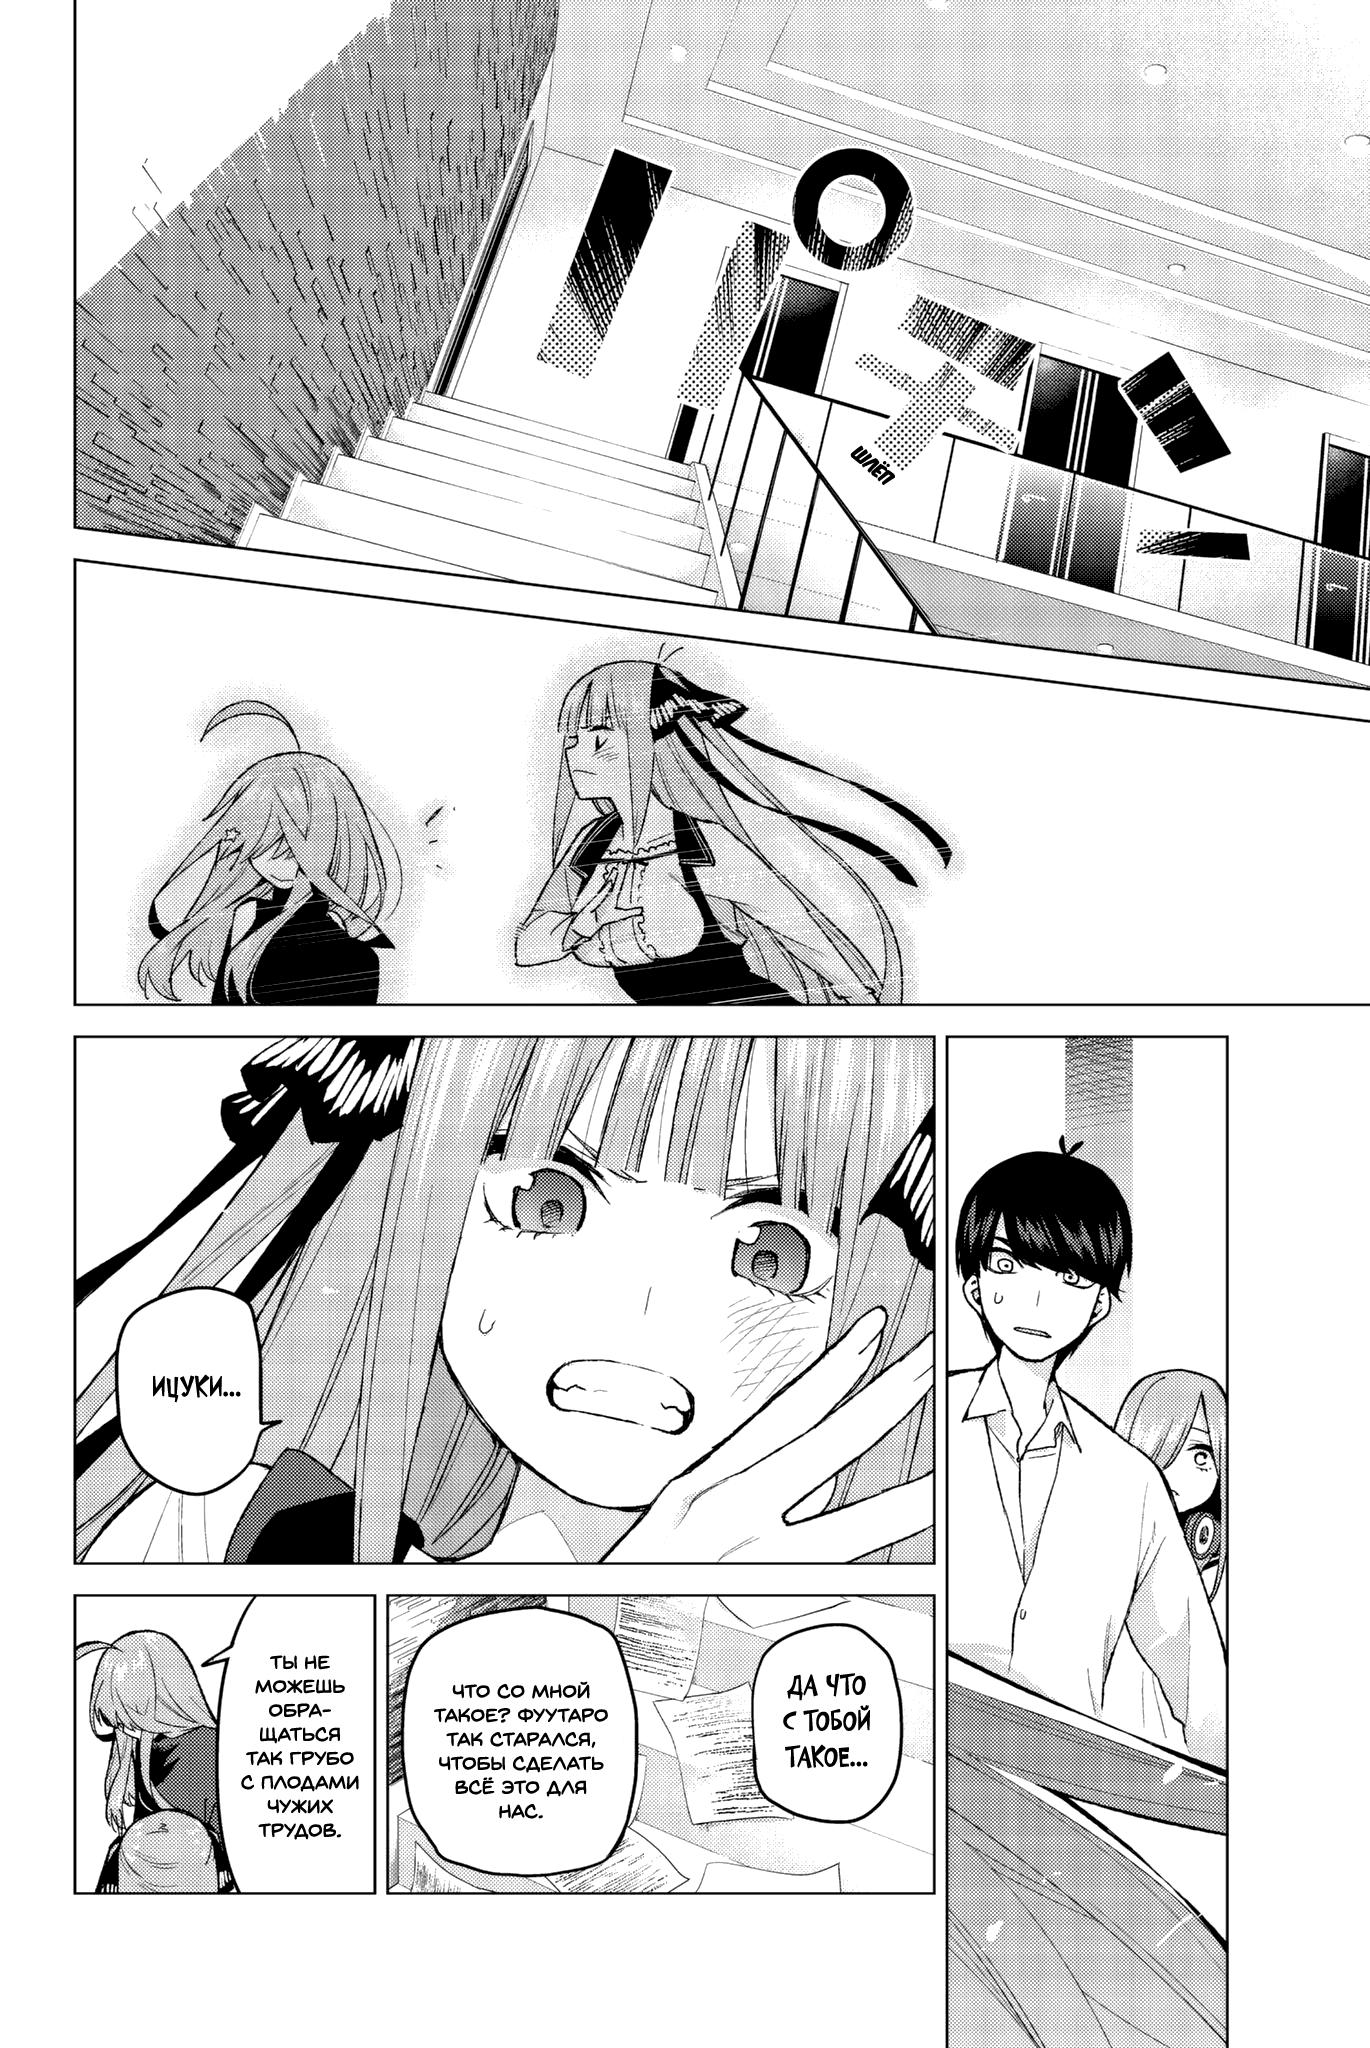 パチン
ШЛЁП
ИЦУКИ...
ДА ЧТО
С ТОБОЙ
ТАКОЕ...
ЧТО СО МНОЙ
ТАКОЕ? ФУУТАРО
ТАК СТАРАЛСЯ,
ЧТОБЫ СДЕЛАТЬ
ВСЁ ЭТО ДЛЯ
НАС.
ТЫ НЕ
МОЖЕШЬ
ОБРА-
ЩАТЬСЯ
ТАК ГРУБО
С ПЛОДАМИ
ЧУЖИХ
ТРУДОВ.